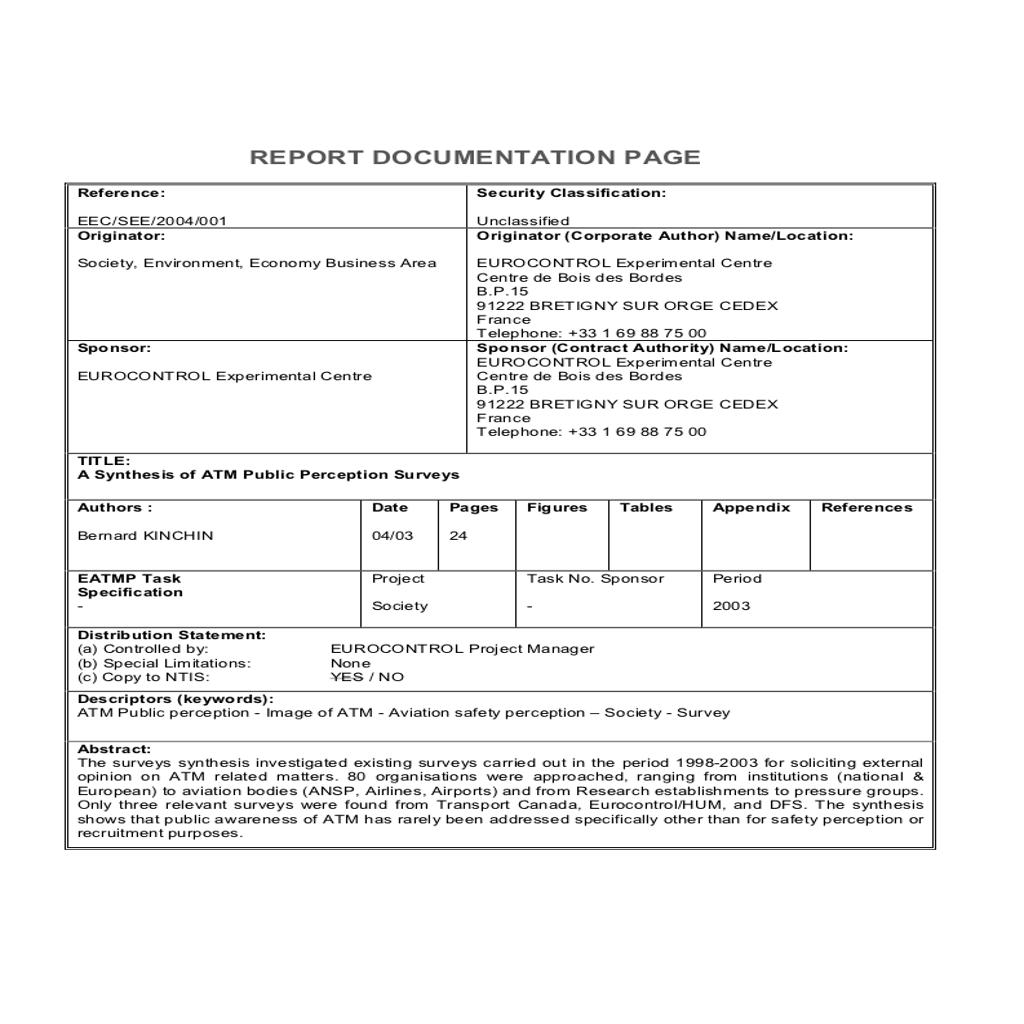 REPORT DOCUMENTATION PAGE
Reference:
EEC/SEE/2004/001
Security Classification:
Unclassified
Originator:
Society, Environment, Economy Business Area
Originator (Corporate Author) Name/Location:
EUROCONTROL Experimental Centre
Centre de Bois des Bordes
B.P.15
91222 BRETIGNY SUR ORGE CEDEX
France
Telephone: +33 1 69 88 75 00
Sponsor:
EUROCONTROL Experimental Centre
Sponsor (Contract Authority) Name/Location:
EUROCONTROL Experimental Centre
Centre de Bois des Bordes
B.P.15
91222 BRETIGNY SUR ORGE CEDEX
France
Telephone: +33 1 69 88 75 00
TITLE:
A Synthesis of ATM Public Perception Surveys
Authors :
Bernard KINCHIN
Date
04/03
Pages
24
Figures
Tables
Appendix
References
EATMP Task
Specification
-
Project
Society
Task No. Sponsor
-
Period
2003
Distribution Statement:
(a) Controlled by: EUROCONTROL Project Manager
(b) Special Limitations: None
(c) Copy to NTIS: YES / NO
Descriptors (keywords):
ATM Public perception - Image of ATM - Aviation safety perception – Society - Survey
Abstract:
The surveys synthesis investigated existing surveys carried out in the period 1998-2003 for soliciting external
opinion on ATM related matters. 80 organisations were approached, ranging from institutions (national &
European) to aviation bodies (ANSP, Airlines, Airports) and from Research establishments to pressure groups.
Only three relevant surveys were found from Transport Canada, Eurocontrol/HUM, and DFS. The synthesis
shows that public awareness of ATM has rarely been addressed specifically other than for safety perception or
recruitment purposes.